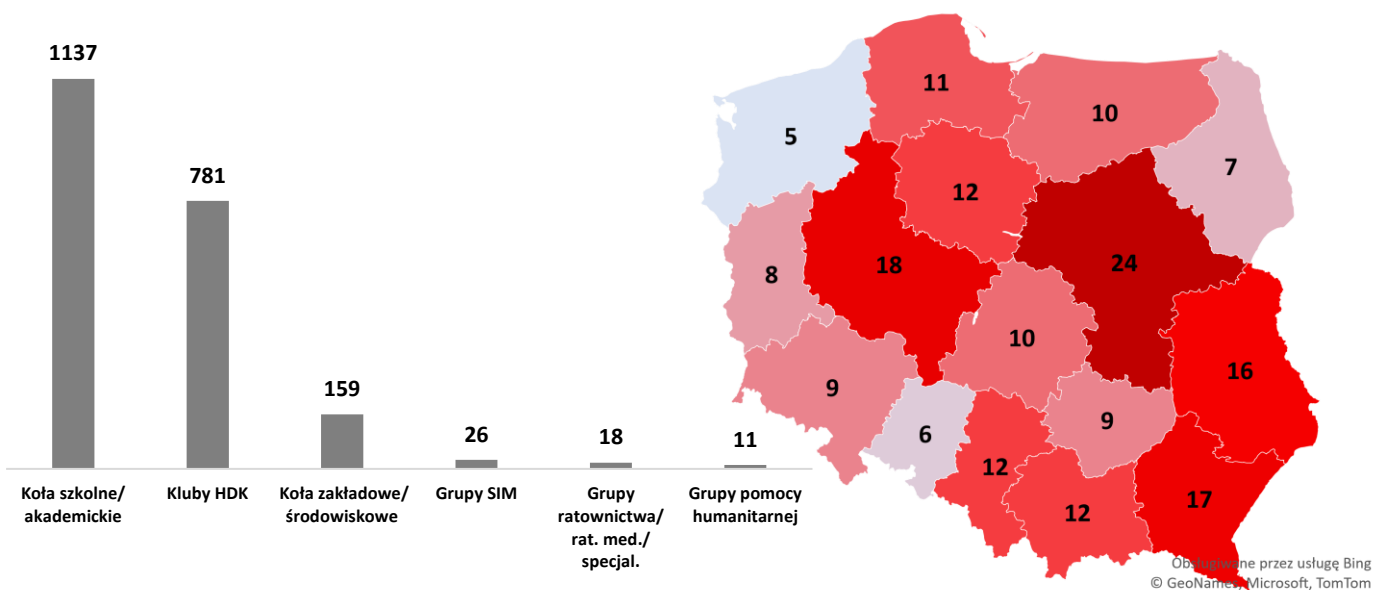 1137
781
159
26
18
11
Koła szkolne/
akademickie
Kluby HDK
Koła zakładowe/
środowiskowe
Grupy SIM
Grupy
ratownictwa/
rat. med./
specjal.
Grupy pomocy
humanitarnej
11
10
5
7
12
24
18
8
10
16
9
9
6
12
17
12
Obsługiwane przez usługę Bing
© GeoNames, Microsoft, TomTom